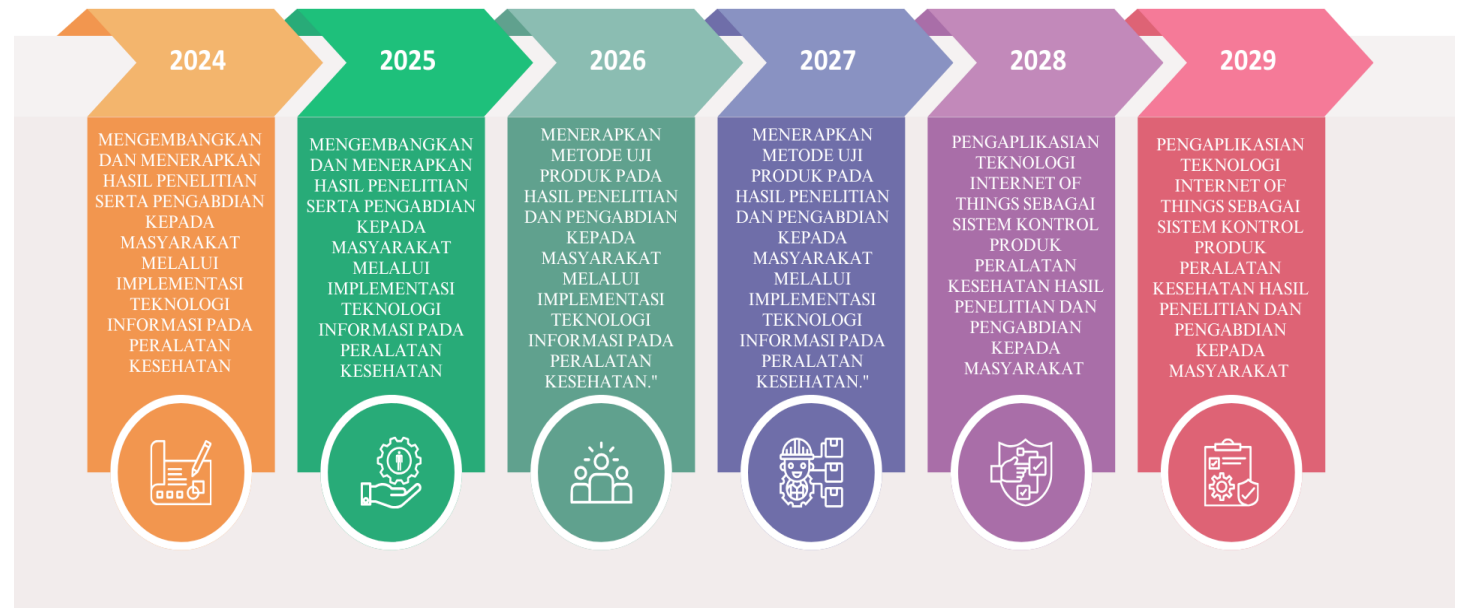 2024
2025
2026
2027
2028
2029
MENGEMBANGKAN
DAN MENERAPKAN
HASIL PENELITIAN
SERTA PENGABDIAN
KEPADA
MASYARAKAT
MELALUI
IMPLEMENTASI
TEKNOLOGI
INFORMASI PADA
PERALATAN
KESEHATAN
MENGEMBANGKAN
DAN MENERAPKAN
HASIL PENELITIAN
SERTA PENGABDIAN
KEPADA
MASYARAKAT
MELALUI
IMPLEMENTASI
TEKNOLOGI
INFORMASI PADA
PERALATAN
KESEHATAN
MENERAPKAN
METODE UJI
PRODUK PADA
HASIL PENELITIAN
DAN PENGABDIAN
KEPADA
MASYARAKAT
MELALUI
IMPLEMENTASI
TEKNOLOGI
INFORMASI PADA
PERALATAN
KESEHATAN."
MENERAPKAN
METODE UJI
PRODUK PADA
HASIL PENELITIAN
DAN PENGABDIAN
KEPADA
MASYARAKAT
MELALUI
IMPLEMENTASI
TEKNOLOGI
INFORMASI PADA
PERALATAN
KESEHATAN."
PENGAPLIKASIAN
TEKNOLOGI
INTERNET OF
THINGS SEBAGAI
SISTEM KONTROL
PRODUK
PERALATAN
KESEHATAN HASIL
PENELITIAN DAN
PENGABDIAN
KEPADA
MASYARAKAT
PENGAPLIKASIAN
TEKNOLOGI
INTERNET OF
THINGS SEBAGAI
SISTEM KONTROL
PRODUK
PERALATAN
KESEHATAN HASIL
PENELITIAN DAN
PENGABDIAN
KEPADA
MASYARAKAT